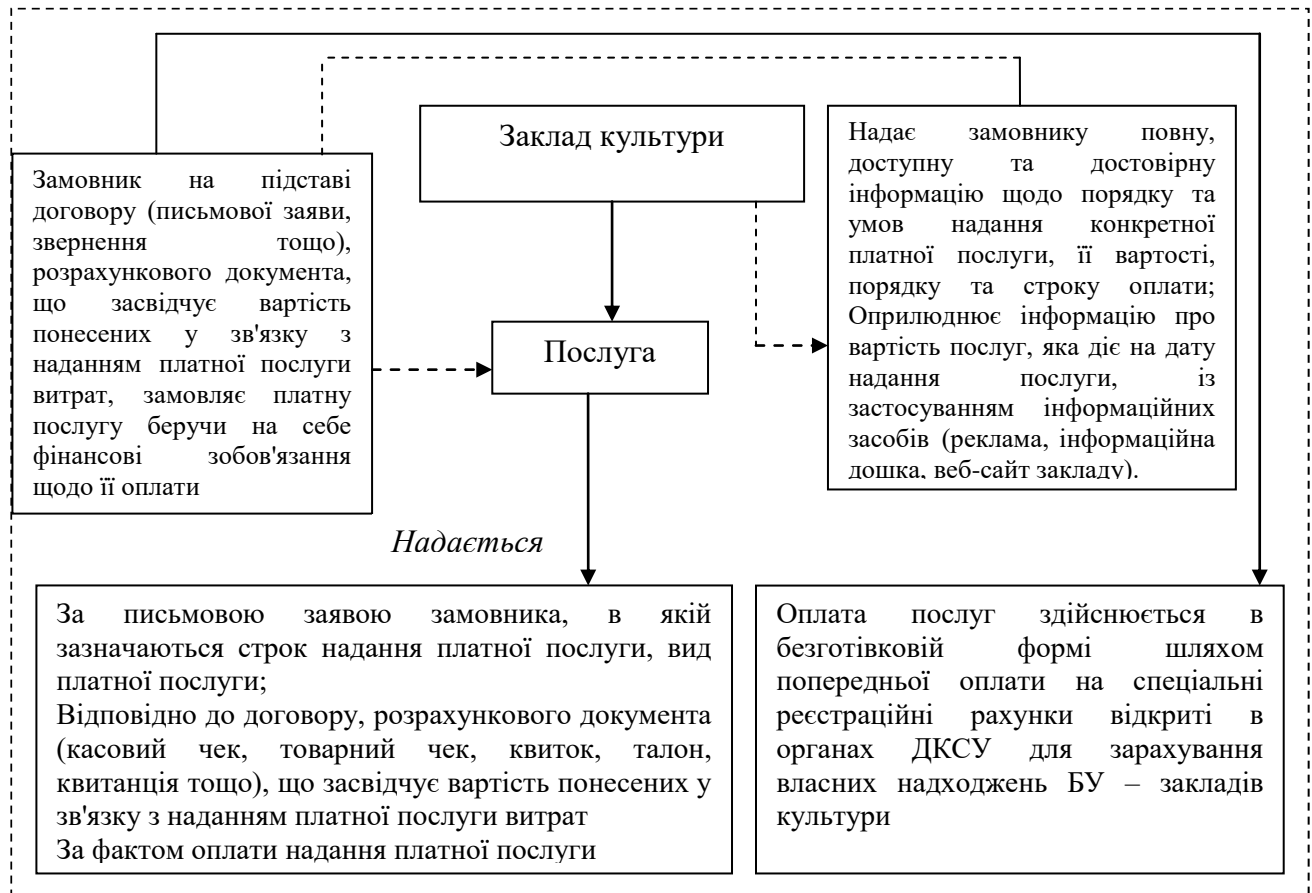 Заклад культури
Замовник на підставі
договору (письмової заяви,
звернення тощо),
розрахункового документа,
що засвідчує вартість
понесених у зв'язку з
наданням платної послуги
витрат, замовляє платну
послугу беручи на себе
фінансові зобов'язання
щодо її оплати
Послуга
Надає замовнику повну,
доступну та достовірну
інформацію щодо порядку та
умов надання конкретної
платної послуги, її вартості,
порядку та строку оплати;
Оприлюднює інформацію про
вартість послуг, яка діє на дату
надання послуги, із
застосуванням інформаційних
засобів (реклама, інформаційна
дошка, веб-сайт закладу).
Надається
За письмовою заявою замовника, в якій
зазначаються строк надання платної послуги, вид
платної послуги;
Відповідно до договору, розрахункового документа
(касовий чек, товарний чек, квиток, талон,
квитанція тощо), що засвідчує вартість понесених у
зв'язку з наданням платної послуги витрат
За фактом оплати надання платної послуги
Оплата послуг здійснюється в
безготівковій формі шляхом
попередньої оплати на спеціальні
реєстраційні рахунки відкриті в
органах ДКСУ для зарахування
власних надходжень БУ – закладів
культури